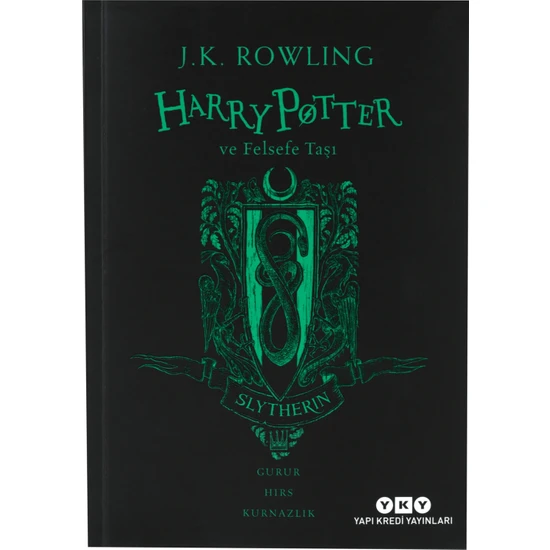 J.K. ROWLING
HARRY POTTER
ve Felsefe Taşı
SLYTHERIN
GURUR
HIRS
KURNAZLIK
YKY
YAPI KREDİ YAYINLARI